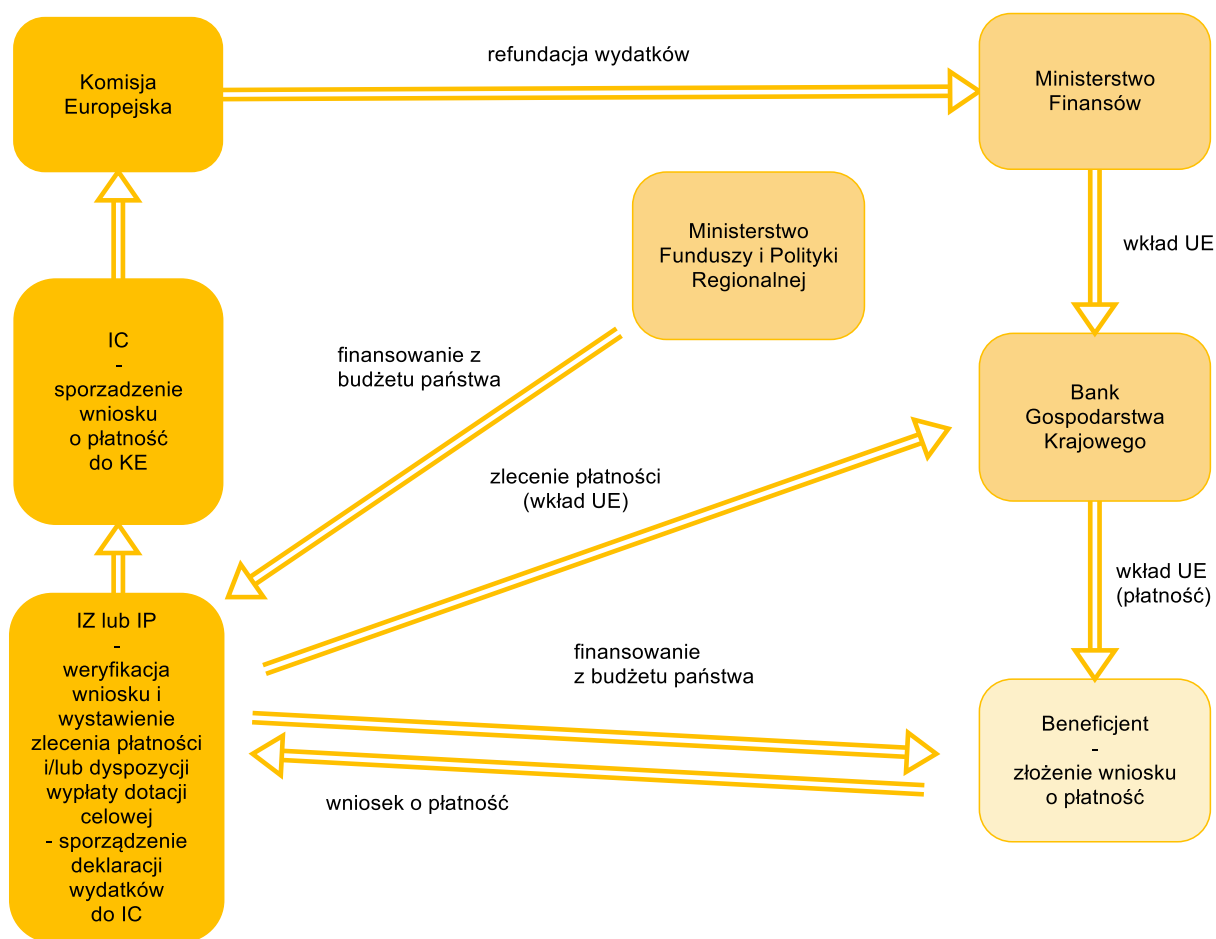 Komisja
Europejska
refundacja wydatków
Ministerstwo
Finansów
Ministerstwo
Funduszy i Polityki
Regionalnej
wkład UE
IC
-
sporzadzenie
wniosku
o płatność
do KE
finansowanie z
budżetu państwa
Bank
Gospodarstwa
Krajowego
zlecenie płatności
(wkład UE)
wkład UE
(płatność)
IZ lub IP
-
weryfikacja
wniosku i
wystawienie
zlecenia płatności
i/lub dyspozycji
wypłaty dotacji
celowej
- sporządzenie
deklaracji
wydatków
do IC
finansowanie
z budżetu państwa
wniosek o płatność
Beneficjent
-
złożenie wniosku
o płatność